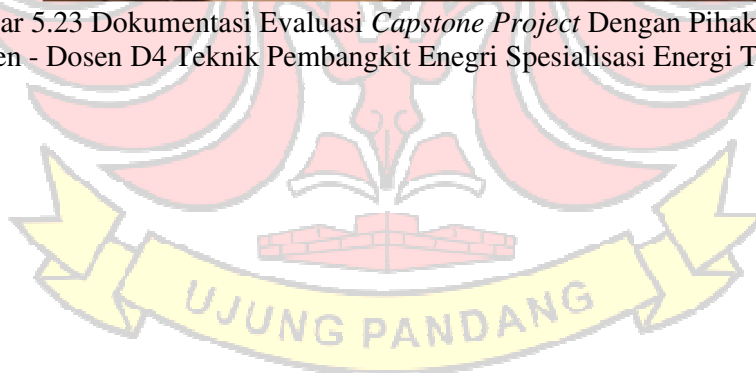 ar 5.23 Dokumentasi Evaluasi Capstone Project Dengan Pihak
en - Dosen D4 Teknik Pembangkit Enegri Spesialisasi Energi T
UJUNG PANDANG